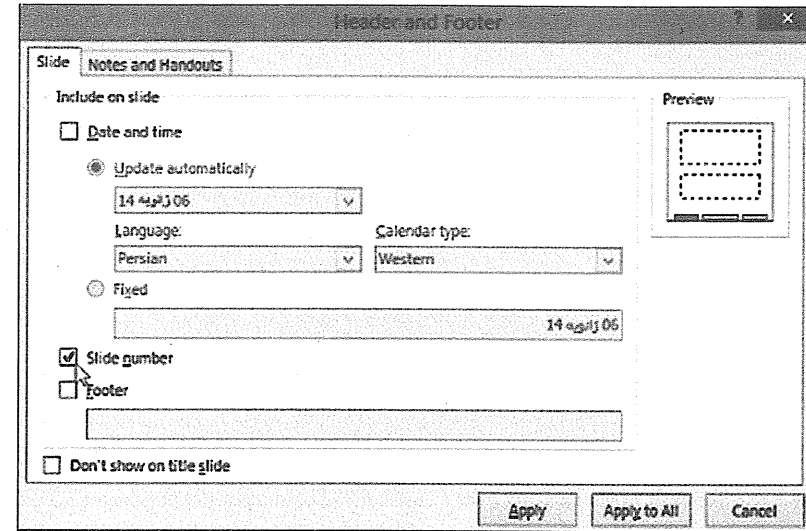 Header and Footer
Slide Notes and Handouts
Include on slide
Preview
Date and time
Update automatically
06 ژانویه 14
Language:
Calendar type:
Persian
Western
Fixed
06 ژانویه 14
Slide number
Footer
Don't show on title slide
Apply Apply to All Cancel